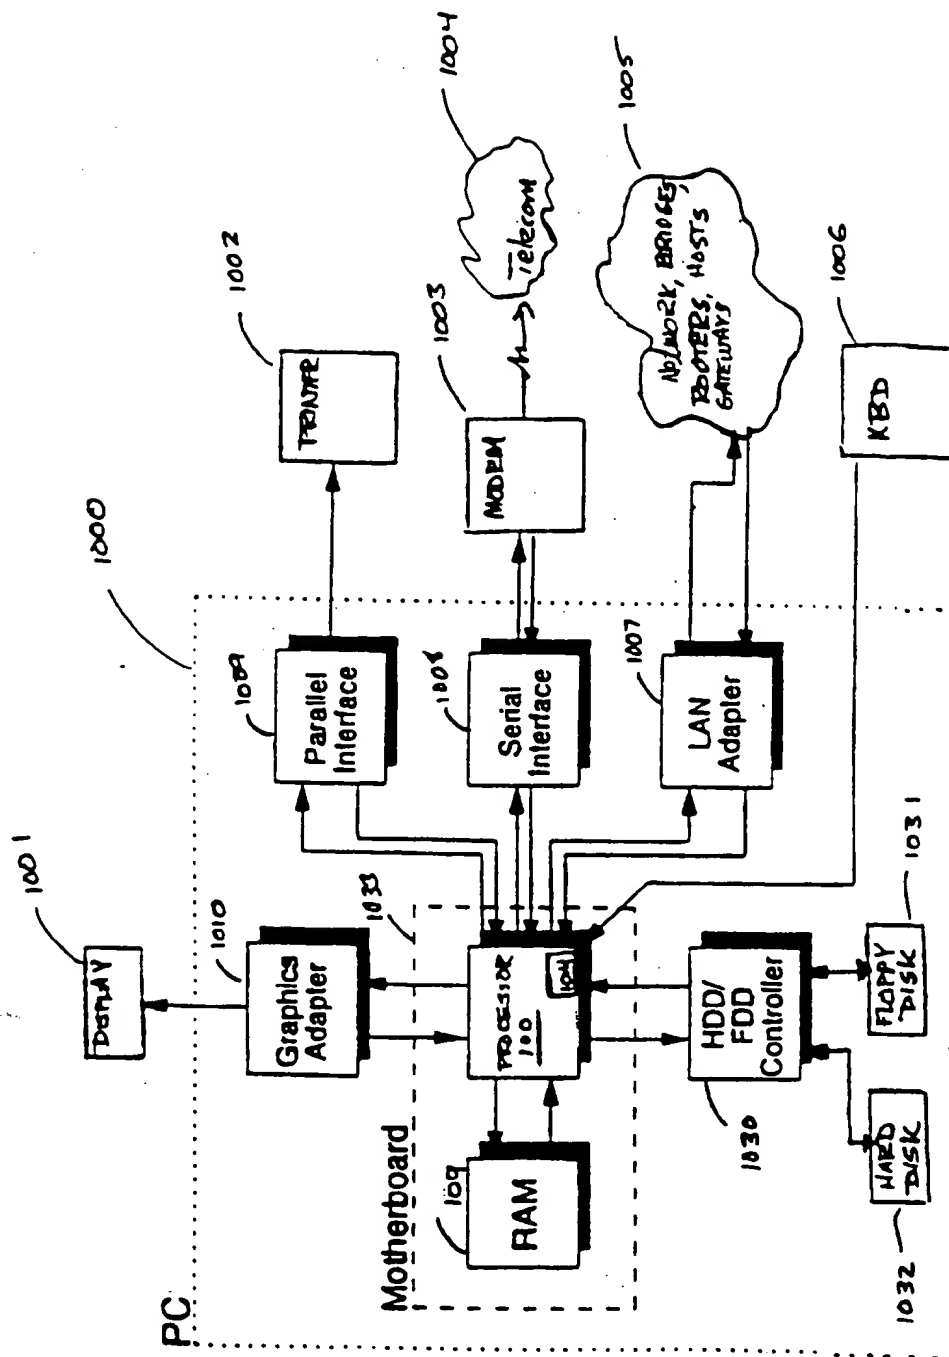 PC
1000
DISPLAY
1001
Graphics
Adapter
1010
Motherboard
1033
RAM
109
PROCESSOR
100
104
Parallel
Interface
1009
PRINTER
1002
Serial
Interface
1008
MODEM
1003
Telecom
1004
LAN
Adapter
1007
NETWORK, BRIDGES,
ROOTERS, HOSTS
GATEWAYS
1005
KBD
1006
HDD/
FDD
Controller
1030
HARD
DISK
1032
FLOPPY
DISK
1031